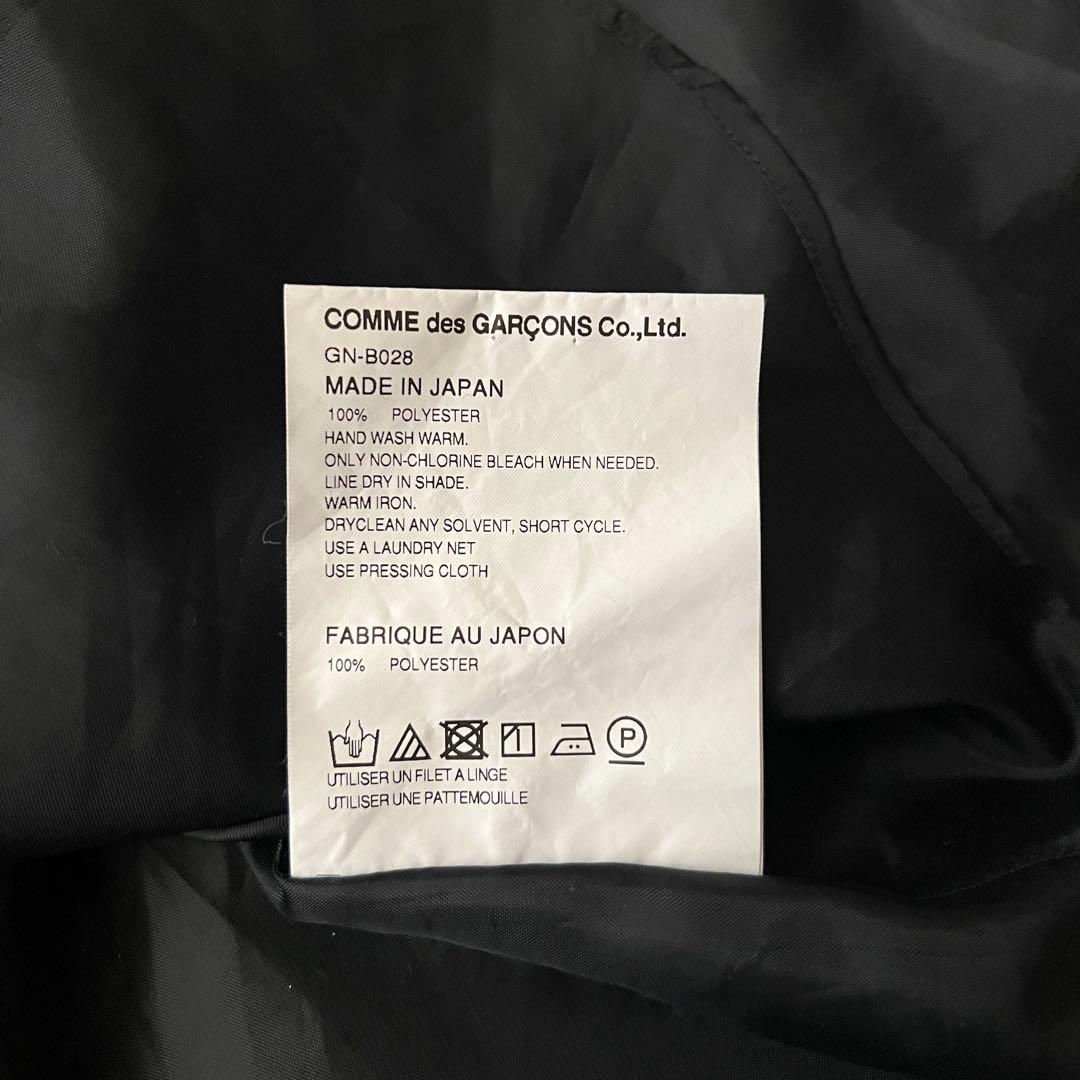 COMME des GARÇONS Co.,Ltd.
GN-B028
MADE IN JAPAN
100% POLYESTER
HAND WASH WARM.
ONLY NON-CHLORINE BLEACH WHEN NEEDED.
LINE DRY IN SHADE.
WARM IRON.
DRYCLEAN ANY SOLVENT, SHORT CYCLE.
USE A LAUNDRY NET
USE PRESSING CLOTH
FABRIQUE AU JAPON
100% POLYESTER
P
UTILISER UN FILET A LINGE
UTILISER UNE PATTEMOUILLE